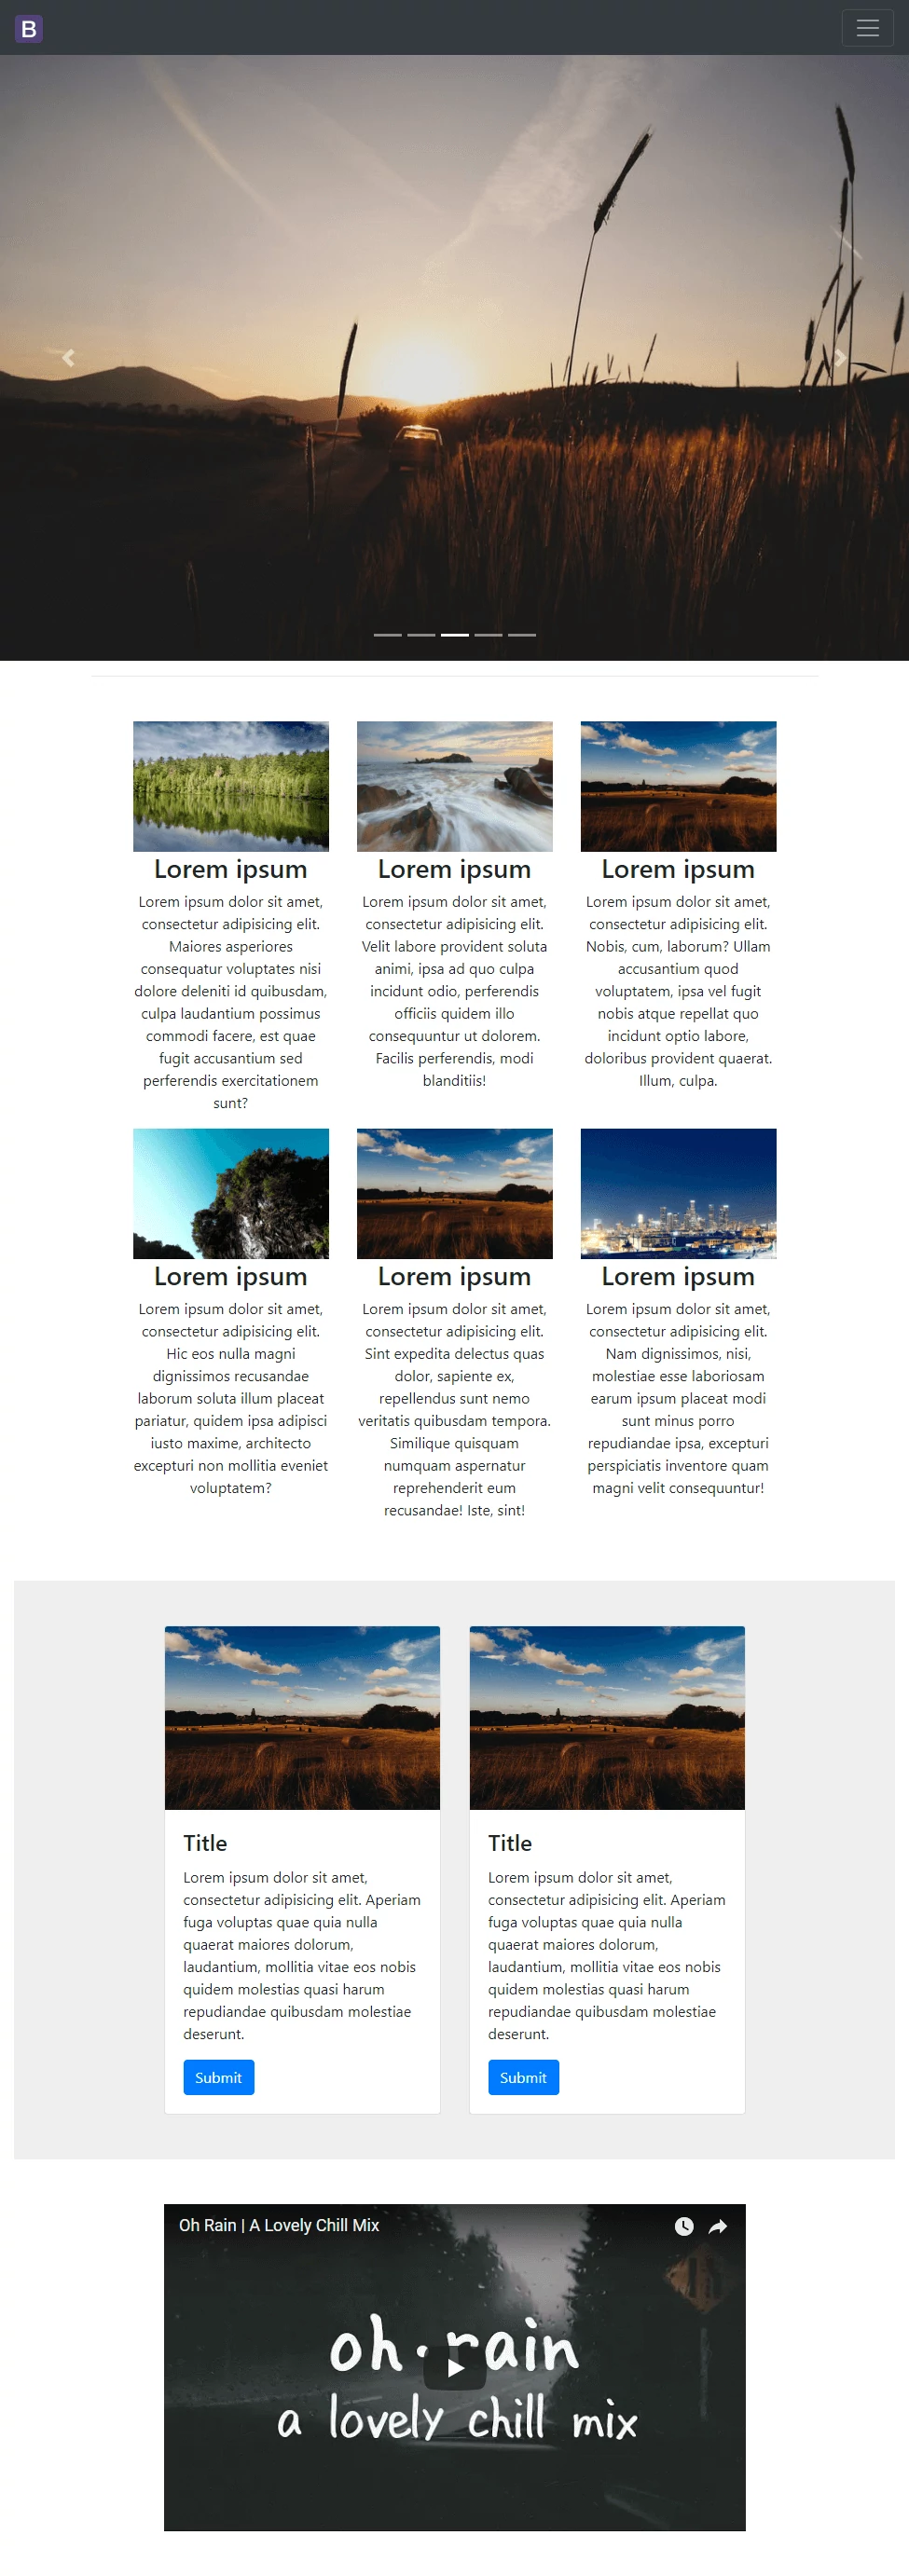 B
Lorem ipsum
Lorem ipsum dolor sit amet,
consectetur adipisicing elit.
Maiores asperiores
consequatur voluptates nisi
dolore deleniti id quibusdam,
culpa laudantium possimus
commodi facere, est quae
fugit accusantium sed
perferendis exercitationem
sunt?
Lorem ipsum
Lorem ipsum dolor sit amet,
consectetur adipisicing elit.
Velit labore provident soluta
animi, ipsa ad quo culpa
incidunt odio, perferendis
officiis quidem illo
consequuntur ut dolorem.
Facilis perferendis, modi
blanditiis!
Lorem ipsum
Lorem ipsum dolor sit amet,
consectetur adipisicing elit.
Nobis, cum, laborum? Ullam
accusantium quod
voluptatem, ipsa vel fugit
nobis atque repellat quo
incidunt optio labore,
doloribus provident quaerat.
Illum, culpa.
Lorem ipsum
Lorem ipsum dolor sit amet,
consectetur adipisicing elit.
Hic eos nulla magni
dignissimos recusandae
laborum soluta illum placeat
pariatur, quidem ipsa adipisci
iusto maxime, architecto
excepturi non mollitia eveniet
voluptatem?
Lorem ipsum
Lorem ipsum dolor sit amet,
consectetur adipisicing elit.
Sint expedita delectus quas
dolor, sapiente ex,
repellendus sunt nemo
veritatis quibusdam tempora.
Similique quisquam
numquam aspernatur
reprehenderit eum
recusandae! Iste, sint!
Lorem ipsum
Lorem ipsum dolor sit amet,
consectetur adipisicing elit.
Nam dignissimos, nisi,
molestiae esse laboriosam
earum ipsum placeat modi
sunt minus porro
repudiandae ipsa, excepturi
perspiciatis inventore quam
magni velit consequuntur!
Title
Lorem ipsum dolor sit amet,
consectetur adipisicing elit. Aperiam
fuga voluptas quae quia nulla
quaerat maiores dolorum,
laudantium, mollitia vitae eos nobis
quidem molestias quasi harum
repudiandae quibusdam molestiae
deserunt.
Submit
Title
Lorem ipsum dolor sit amet,
consectetur adipisicing elit. Aperiam
fuga voluptas quae quia nulla
quaerat maiores dolorum,
laudantium, mollitia vitae eos nobis
quidem molestias quasi harum
repudiandae quibusdam molestiae
deserunt.
Submit
Oh Rain | A Lovely Chill Mix
oh·rain
a lovely chill mix